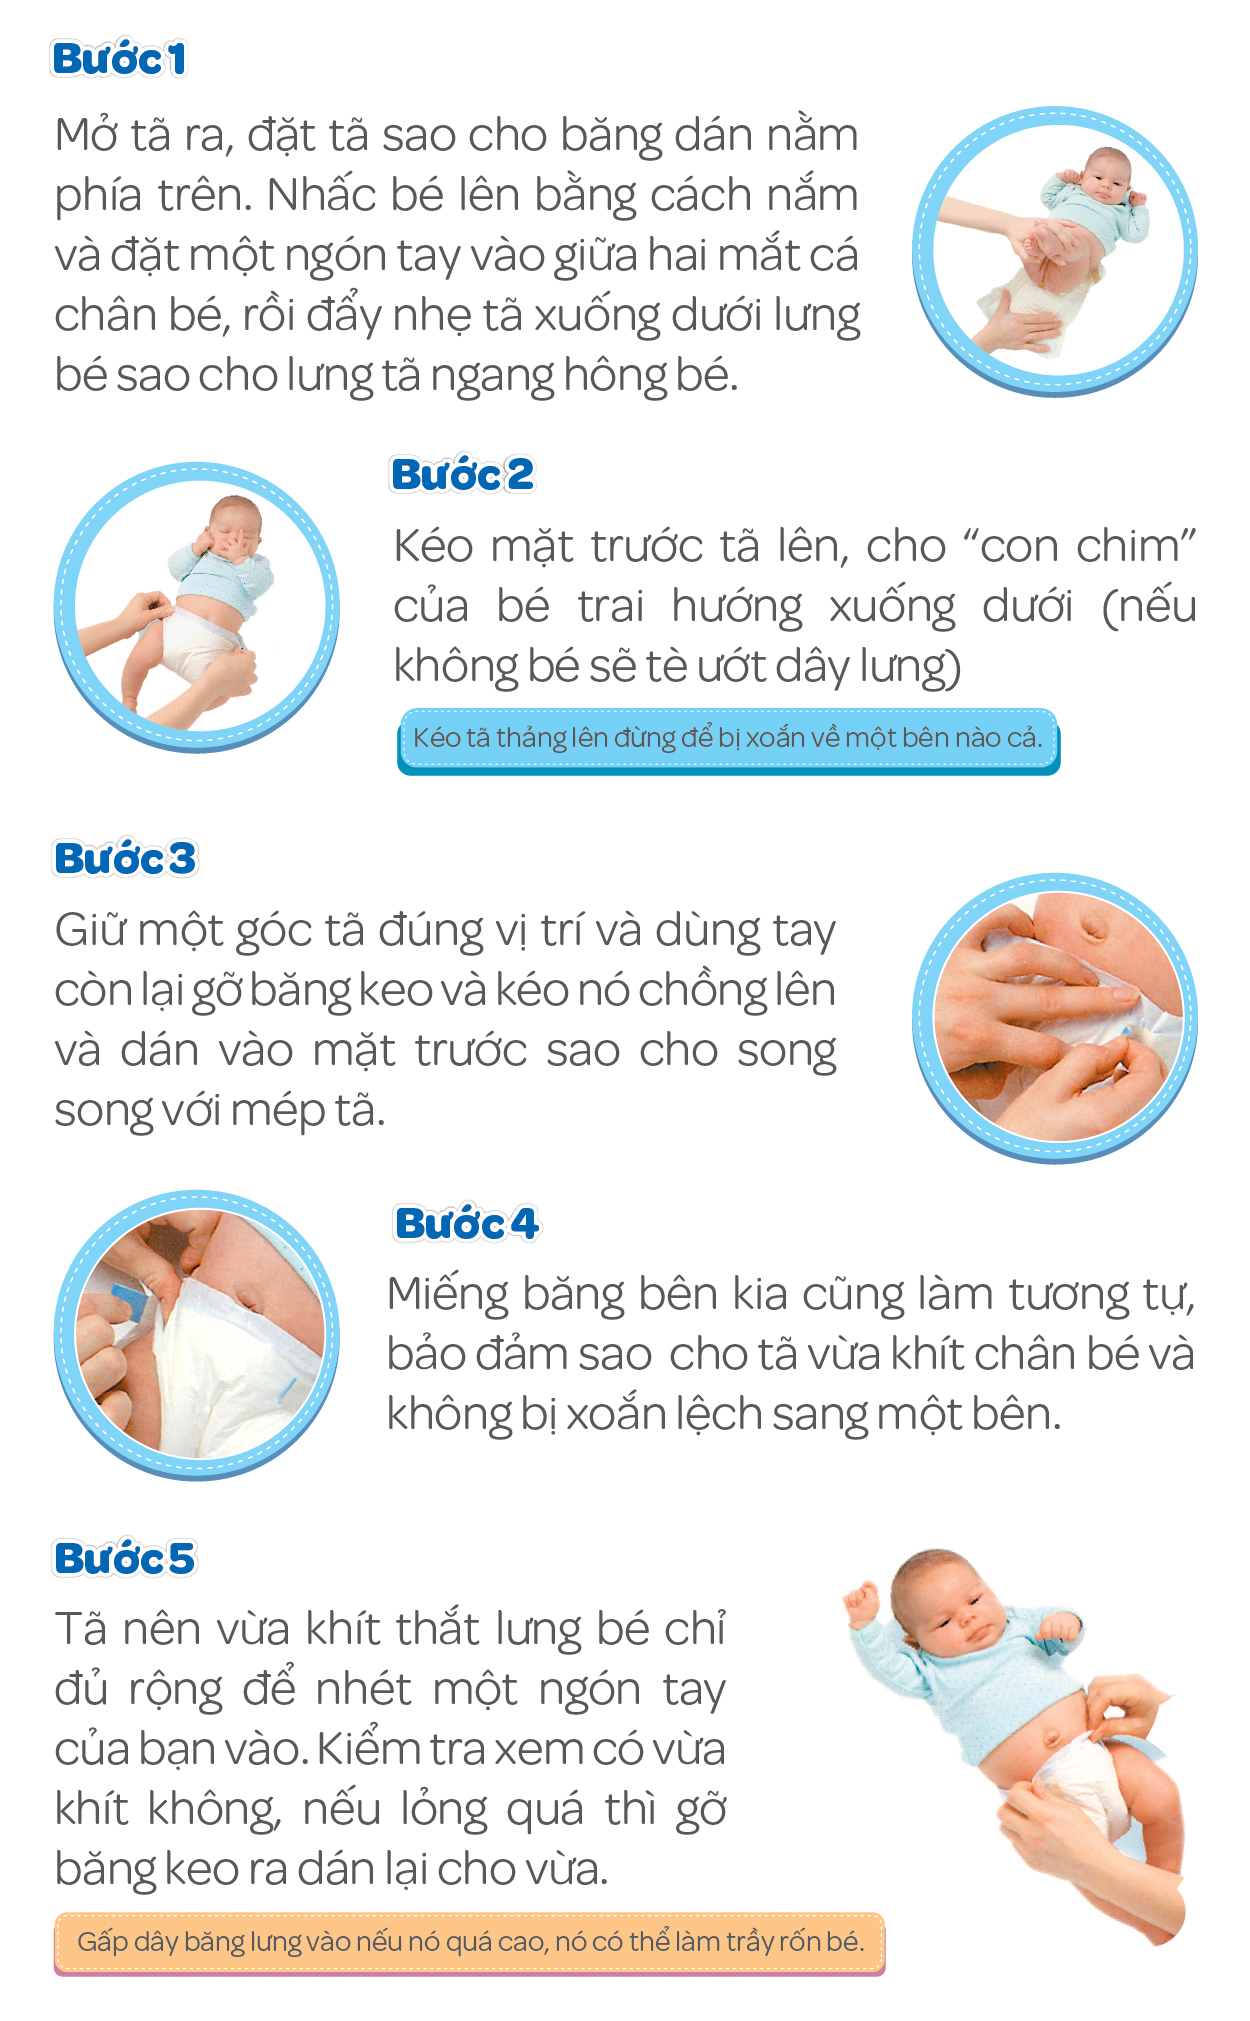 Bước 1
Mở tã ra, đặt tã sao cho băng dán nằm
phía trên. Nhấc bé lên bằng cách nắm
và đặt một ngón tay vào giữa hai mắt cá
chân bé, rồi đẩy nhẹ tã xuống dưới lưng
bé sao cho lưng tã ngang hông bé.
Bước 2
Kéo mặt trước tã lên, cho “con chim”
của bé trai hướng xuống dưới (nếu
không bé sẽ tè ướt dây lưng)
Kéo tã thảng lên đừng để bị xoắn về một bên nào cả.
Bước 3
Giữ một góc tã đúng vị trí và dùng tay
còn lại gỡ băng keo và kéo nó chồng lên
và dán vào mặt trước sao cho song
song với mép tã.
Bước 4
Miếng băng bên kia cũng làm tương tự,
bảo đảm sao cho tã vừa khít chân bé và
không bị xoắn lệch sang một bên.
Bước 5
Tã nên vừa khít thắt lưng bé chỉ
đủ rộng để nhét một ngón tay
của bạn vào. Kiểm tra xem có vừa
khít không, nếu lỏng quá thì gỡ
băng keo ra dán lại cho vừa.
Gấp dây băng lưng vào nếu nó quá cao, nó có thể làm trầy rốn bé.